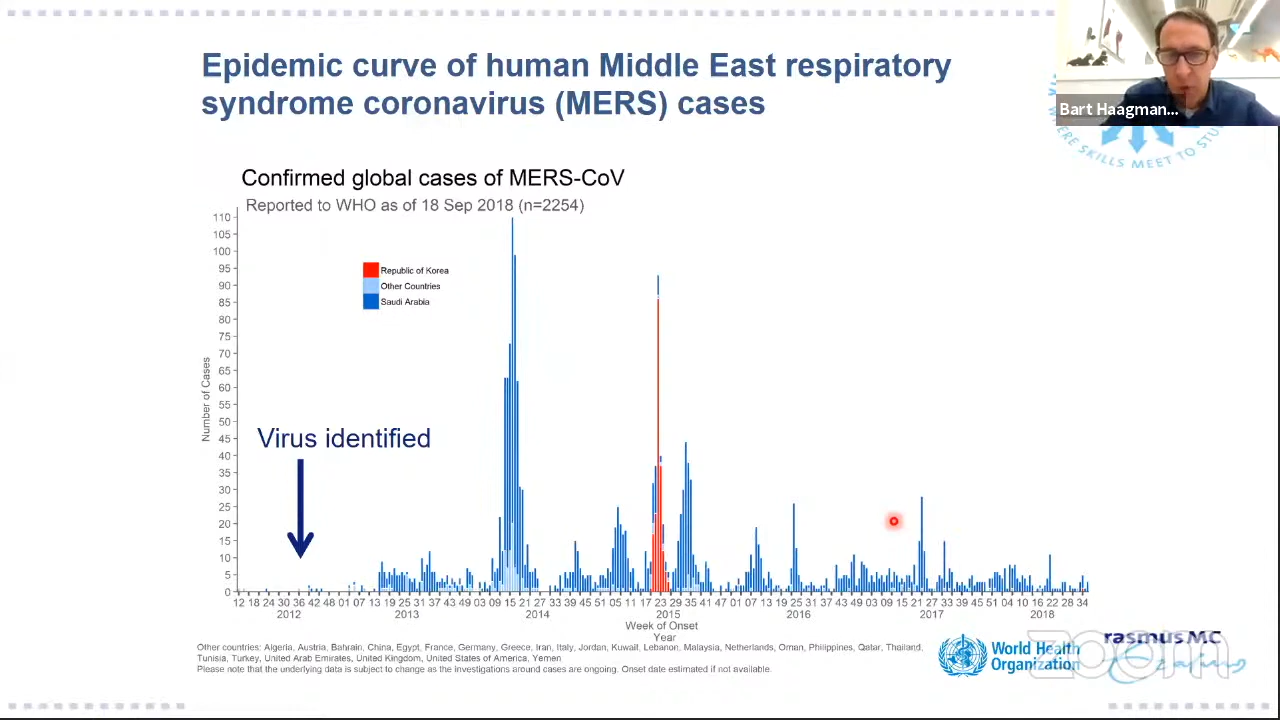 Epidemic curve of human Middle East respiratory
syndrome coronavirus (MERS) cases
Bart Haagman...
ERE SKILLS MEET TO STU
Confirmed global cases of MERS-CoV
Reported to WHO as of 18 Sep 2018 (n=2254)
110
105
100
95
90
85
80
75
70
65
60
55
50
45
40
35
30
25
20
15
10
5
0
Number of Cases
Republic of Korea
Other Countries
Saudi Arabia
Virus identified
12 18 24 30 36 42 48 01 07 13 19 25 31 37 43 49 03 09 15 21 27 33 39 45 51 05 11 17 23 29 35 41 47 01 07 13 19 25 31 37 43 49 03 09 15 21 27 33 39 45 51 04 10 16 22 28 34
2012 2013 2014 2015 2016 2017 2018
Week of Onset
Year
Other countries: Algeria, Austria, Bahrain, China, Egypt, France, Germany, Greece, Iran, Italy, Jordan, Kuwait, Lebanon, Malaysia, Netherlands, Oman, Philippines, Qatar, Thailand,
Tunisia, Turkey, United Arab Emirates, United Kingdom, United States of America, Yemen
Please note that the underlying data is subject to change as the investigations around cases are ongoing. Onset date estimated if not available.
World Health
Organization
rasmus MC
Erasmus
zoom